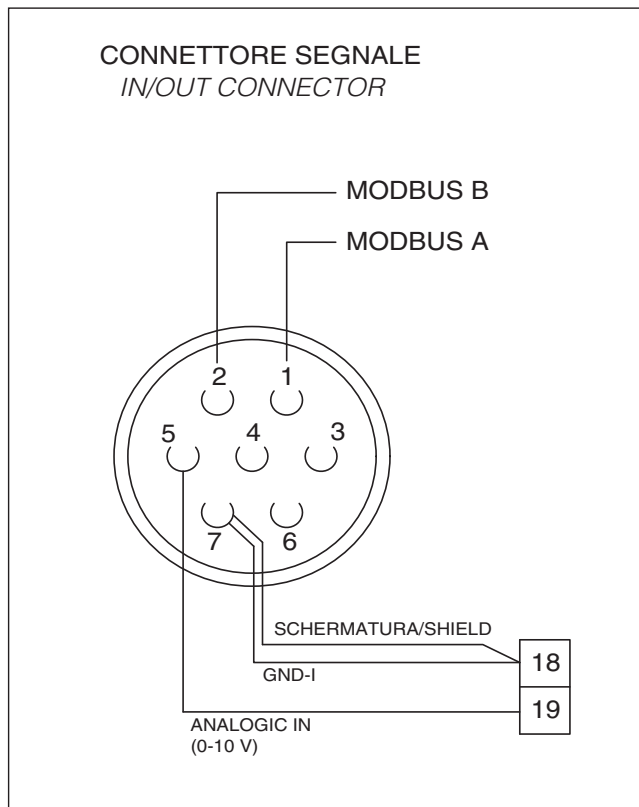 CONNETTORE SEGNALE
IN/OUT CONNECTOR
MODBUS B
MODBUS A
2 1
5 4 3
7 6
SCHERMATURA/SHIELD
18
GND-I
19
ANALOGIC IN
(0-10 V)